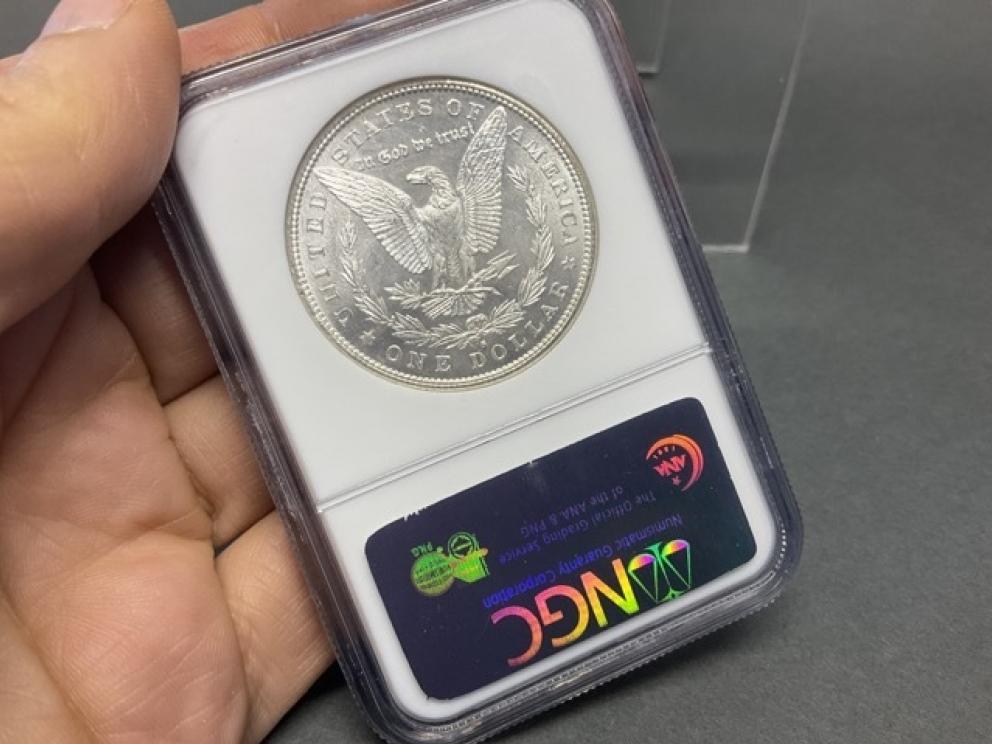 UNITED STATES OF AMERICA
In God we trust
ONE DOLLAR
NGC
Numismatic Guaranty Corporation
The Official Grading Service
of the ANA & PNG
ANA
P.N.G